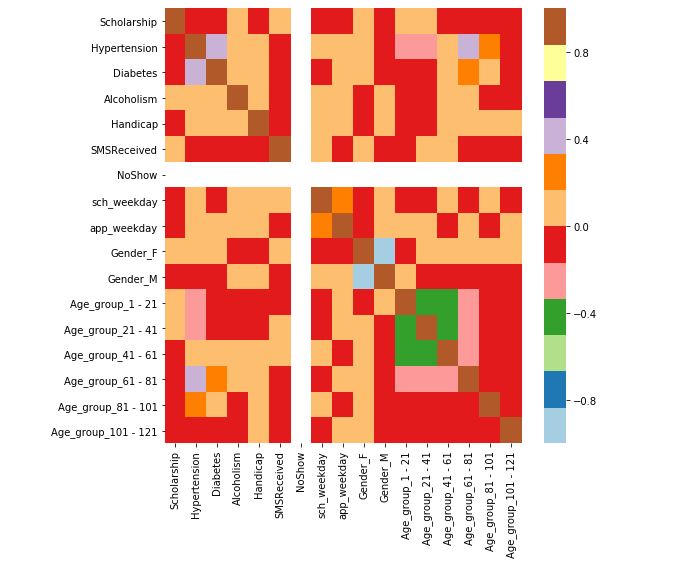 Scholarship
Hypertension
Diabetes
Alcoholism
Handicap
SMSReceived
NoShow
sch_weekday
app_weekday
Gender_F
Gender_M
Age_group_1 - 21
Age_group_21 - 41
Age_group_41 - 61
Age_group_61 - 81
Age_group_81 - 101
Age_group_101 - 121
Scholarship
Hypertension
Diabetes
Alcoholism
Handicap
SMSReceived
NoShow
sch_weekday
app_weekday
Gender_F
Gender_M
Age_group_1 - 21
Age_group_21 - 41
Age_group_41 - 61
Age_group_61 - 81
Age_group_81 - 101
Age_group_101 - 121
0.8
0.4
0.0
−0.4
−0.8